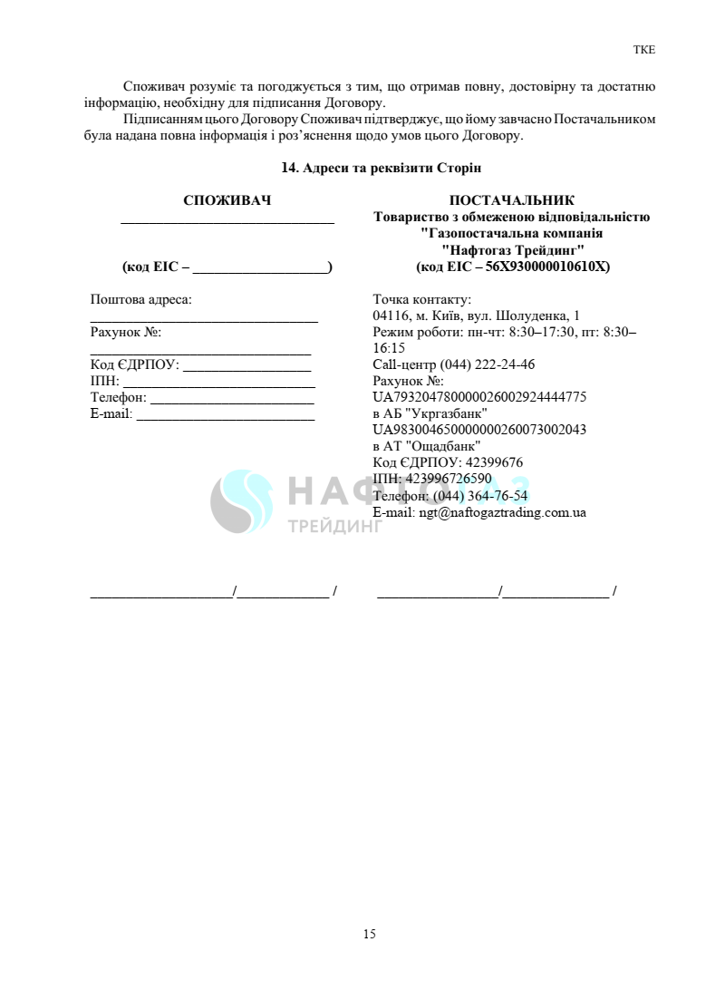 ТКЕ
Споживач розуміє та погоджується з тим, що отримав повну, достовірну та достатню
інформацію, необхідну для підписання Договору.
Підписанням цього Договору Споживач підтверджує, що йому завчасно Постачальником
була надана повна інформація і роз’яснення щодо умов цього Договору.
14. Адреси та реквізити Сторін
СПОЖИВАЧ
______________________________
(код ЕІС – ___________________)
Поштова адреса:
________________________________
Рахунок №:
_______________________________
Код ЄДРПОУ: __________________
ІПН: ___________________________
Телефон: _______________________
E-mail: _________________________
ПОСТАЧАЛЬНИК
Товариство з обмеженою відповідальністю
"Газопостачальна компанія
"Нафтогаз Трейдинг"
(код ЕІС – 56X930000010610X)
Точка контакту:
04116, м. Київ, вул. Шолуденка, 1
Режим роботи: пн-чт: 8:30–17:30, пт: 8:30–
16:15
Call-центр (044) 222-24-46
Рахунок №:
UA793204780000026002924444775
в АБ "Укргазбанк"
UA983004650000000260073002043
в АТ "Ощадбанк"
Код ЄДРПОУ: 42399676
ІПН: 423996726590
Телефон: (044) 364-76-54
E-mail: ngt@naftogaztrading.com.ua
НАФТОГАЗ
ТРЕЙДИНГ
____________________/_____________ /
_________________/_______________ /
15